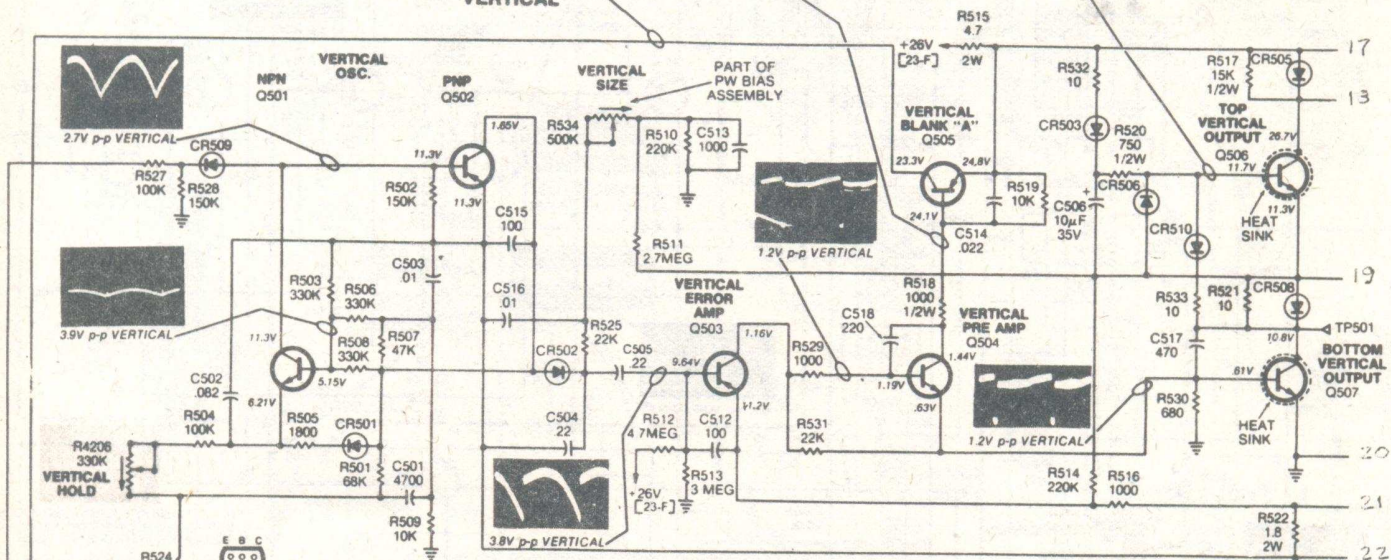 VERTICAL
2.7V p-p VERTICAL
NPN
Q501
VERTICAL
OSC.
PNP
Q502
1.65V
11.3V
11.3V
CR509
R527
100K
R528
150K
R502
150K
VERTICAL
SIZE
PART OF
PW BIAS
ASSEMBLY
R534
500K
R510
220K
C513
1000
R511
2.7MEG
+26V
[23-F]
R515
4.7
2W
VERTICAL
BLANK "A"
Q505
23.3V
24.8V
24.1V
R519
10K
C514
.022
1.2V p-p VERTICAL
R532
10
CR503
R520
750
1/2W
CR506
C506
10µF
35V
+
CR510
R517
15K
1/2W
CR505
TOP
VERTICAL
OUTPUT
Q506
26.7V
11.7V
11.3V
HEAT
SINK
17
13
19
3.9V p-p VERTICAL
R503
330K
R506
330K
R508
330K
R507
47K
C503
.01
C515
100
C516
.01
11.3V
5.15V
6.21V
C502
.082
R504
100K
R505
1800
CR501
R501
68K
C501
4700
R509
10K
R4206
330K
VERTICAL
HOLD
R524
E B C
CR502
R525
22K
C505
.22
C504
.22
3.8V p-p VERTICAL
VERTICAL
ERROR
AMP
Q503
1.16V
9.64V
R512
4.7MEG
C512
100
+26V
[23-F]
R513
3 MEG
R529
1000
R531
22K
C518
220
R518
1000
1/2W
VERTICAL
PRE AMP
Q504
1.44V
1.19V
.63V
1.2V p-p VERTICAL
R533
10
R521
10
CR508
C517
470
TP501
10.8V
.61V
BOTTOM
VERTICAL
OUTPUT
Q507
R530
680
HEAT
SINK
R514
220K
R516
1000
R522
1.8
2W
20
21
22